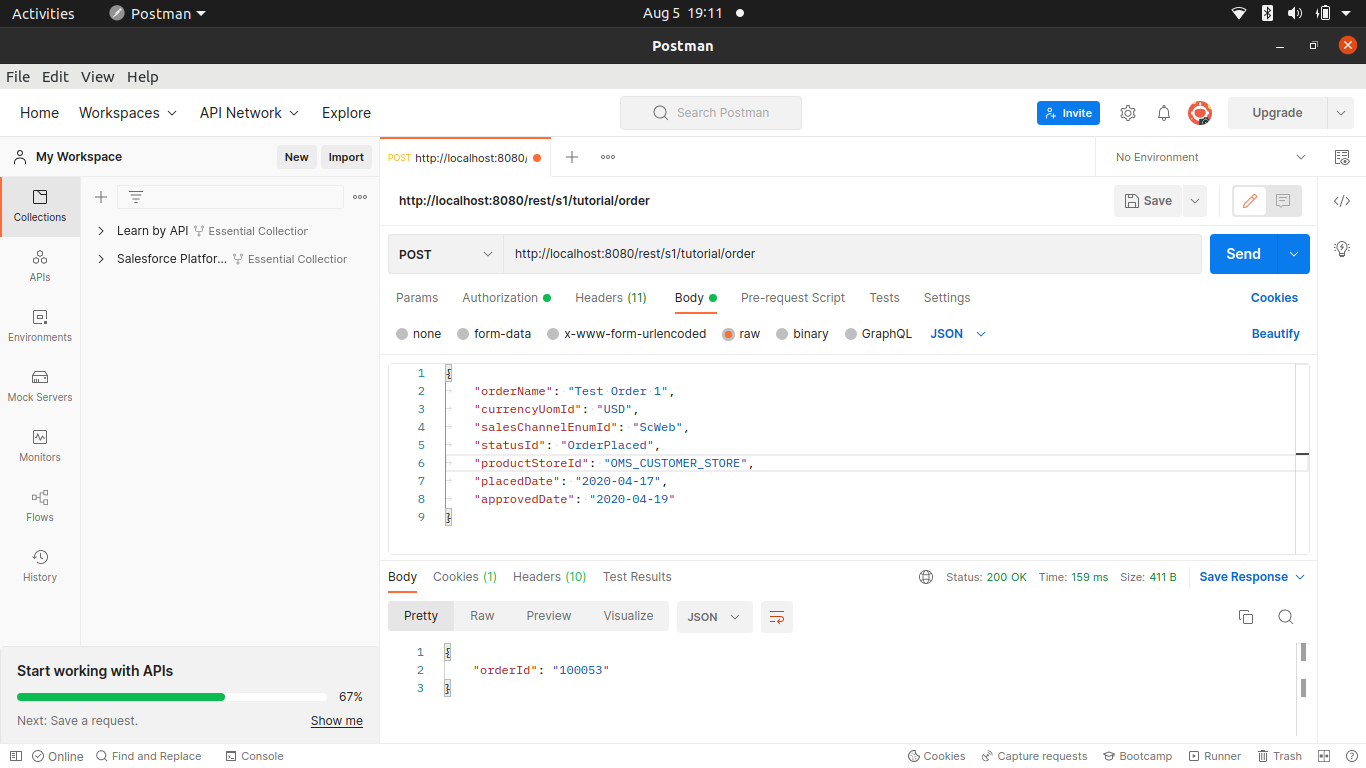 Activities Postman Aug 5 19:11
Postman
File Edit View Help
Home Workspaces API Network Explore Search Postman Invite Upgrade
My Workspace New Import POST http://localhost:8080/ No Environment
http://localhost:8080/rest/s1/tutorial/order Save
Collections
Learn by API Essential Collection
Salesforce Platfor... Essential Collection
APIs
Environments
Mock Servers
Monitors
Flows
History
POST http://localhost:8080/rest/s1/tutorial/order Send
Params Authorization Headers (11) Body Pre-request Script Tests Settings Cookies
none form-data x-www-form-urlencoded raw binary GraphQL JSON Beautify
1 {
2 "orderName": "Test Order 1",
3 "currencyUomId": "USD",
4 "salesChannelEnumId": "ScWeb",
5 "statusId": "OrderPlaced",
6 "productStoreId": "OMS_CUSTOMER_STORE",
7 "placedDate": "2020-04-17",
8 "approvedDate": "2020-04-19"
9 }
Body Cookies (1) Headers (10) Test Results Status: 200 OK Time: 159 ms Size: 411 B Save Response
Pretty Raw Preview Visualize JSON
1 {
2 "orderId": "100053"
3 }
Start working with APIs
67%
Next: Save a request. Show me
Online Find and Replace Console Cookies Capture requests Bootcamp Runner Trash